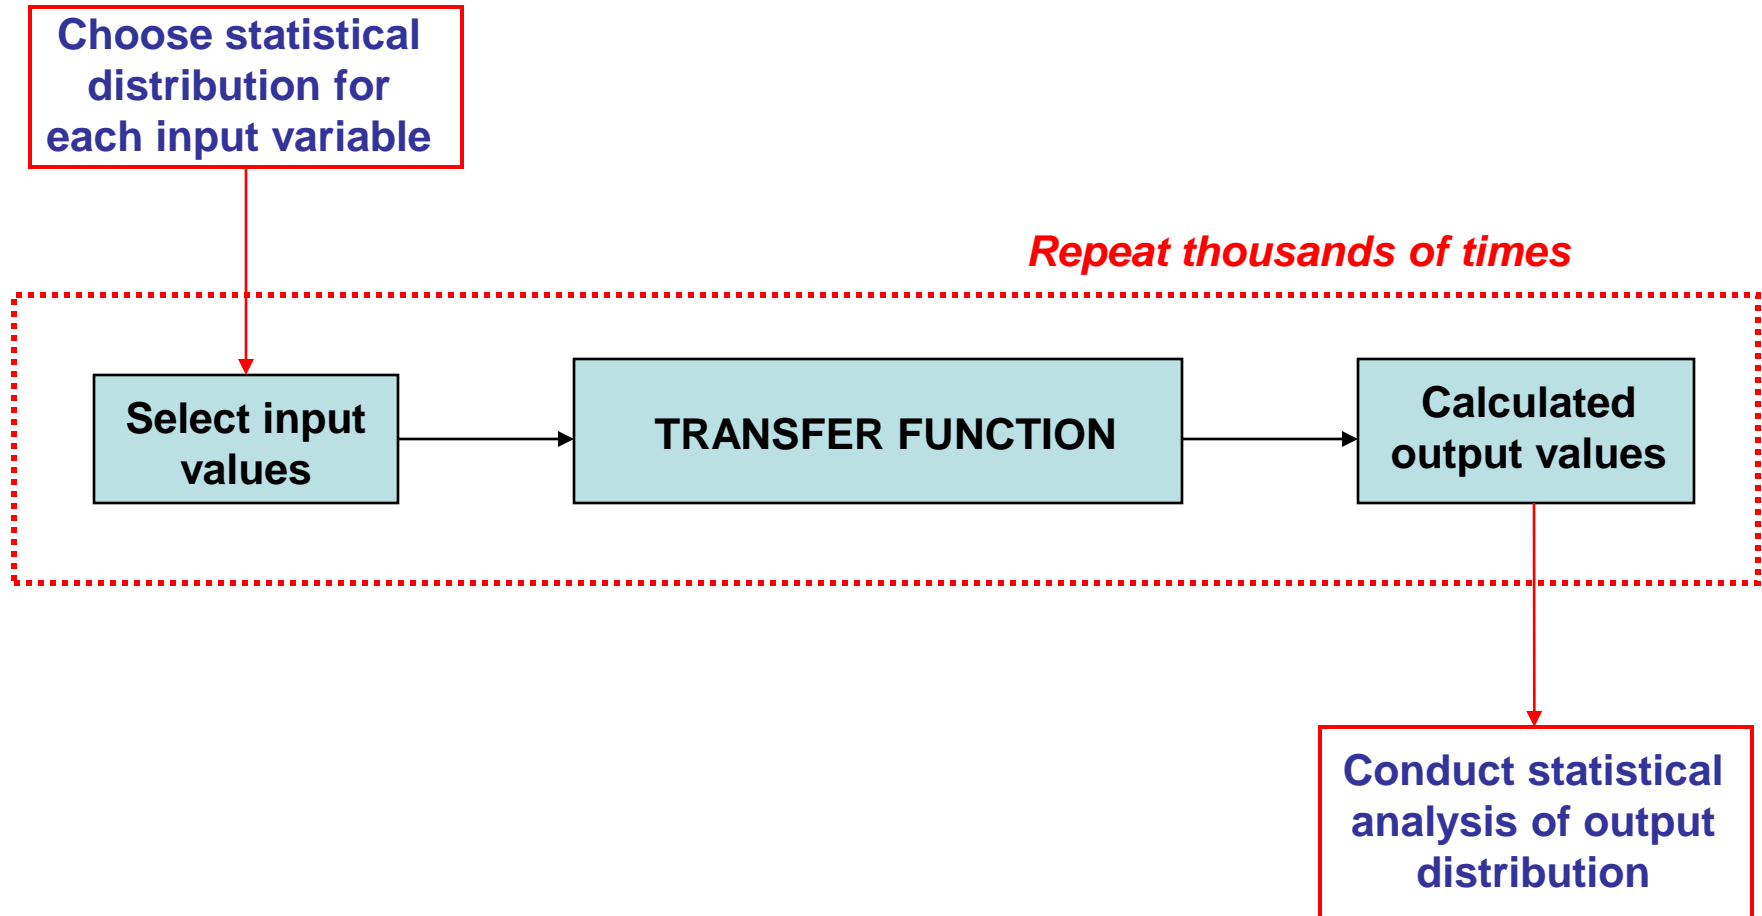 Choose statistical
distribution for
each input variable
Repeat thousands of times
Select input
values
TRANSFER FUNCTION
Calculated
output values
Conduct statistical
analysis of output
distribution